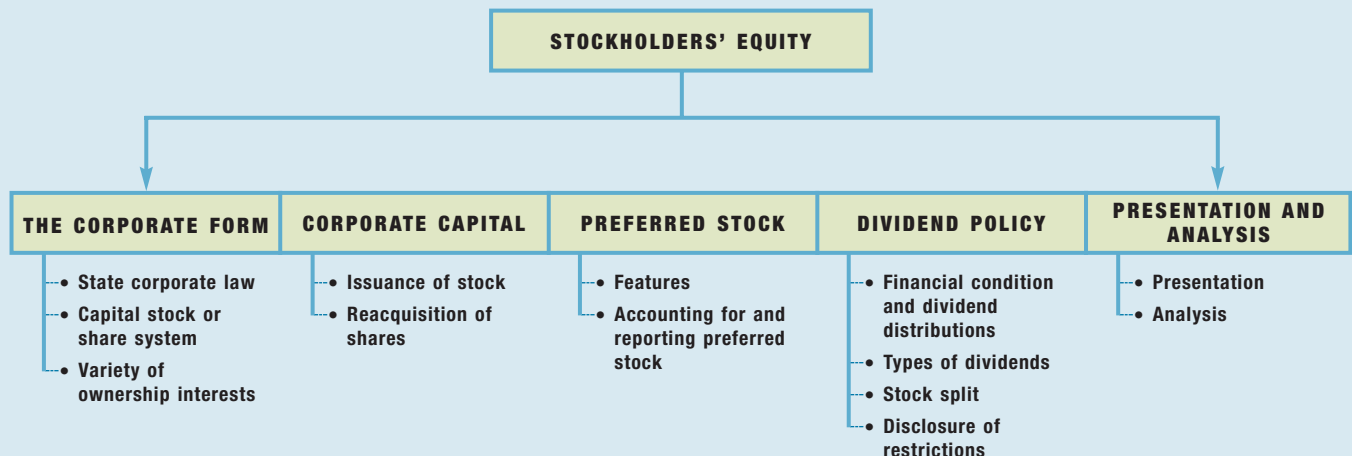 STOCKHOLDERS’ EQUITY
THE CORPORATE FORM
• State corporate law
• Capital stock or
share system
• Variety of
ownership interests
CORPORATE CAPITAL
• Issuance of stock
• Reacquisition of
shares
PREFERRED STOCK
• Features
• Accounting for and
reporting preferred
stock
DIVIDEND POLICY
• Financial condition
and dividend
distributions
• Types of dividends
• Stock split
• Disclosure of
restrictions
PRESENTATION AND
ANALYSIS
• Presentation
• Analysis